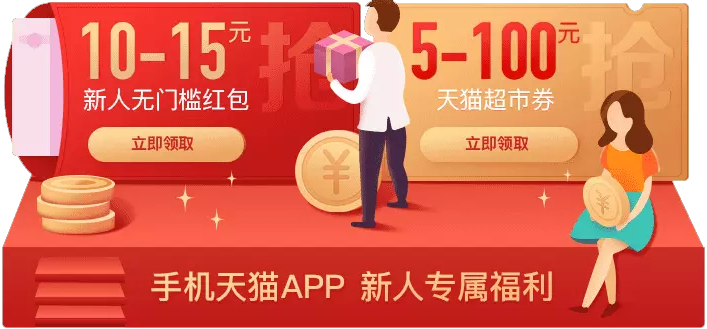 10-15元
新人无门槛红包
立即领取
抢
5-100元
天猫超市券
立即领取
抢
¥
¥
手机天猫APP 新人专属福利